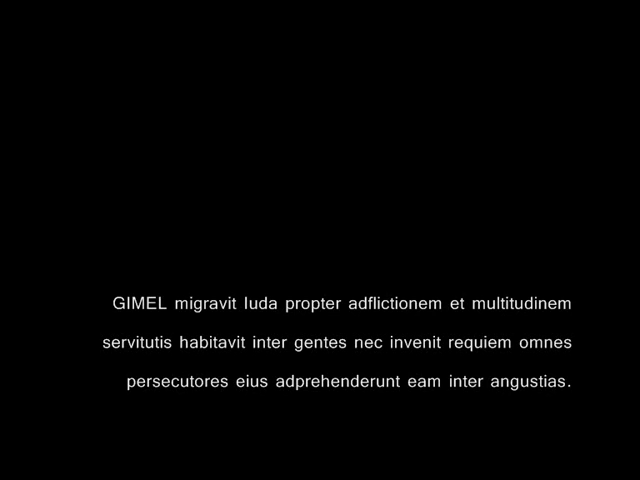 GIMEL migravit Iuda propter adflictionem et multitudinem
servitutis habitavit inter gentes nec invenit requiem omnes
persecutores eius adprehenderunt eam inter angustias.